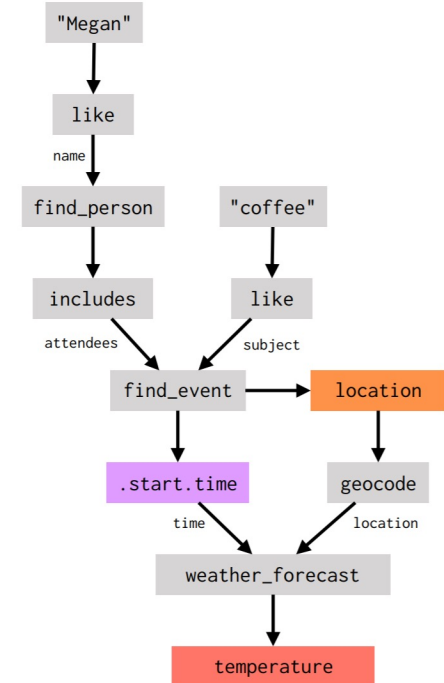 "Megan"
like
name
find_person
"coffee"
includes
like
attendees
subject
find_event
location
.start.time
geocode
time
location
weather_forecast
temperature